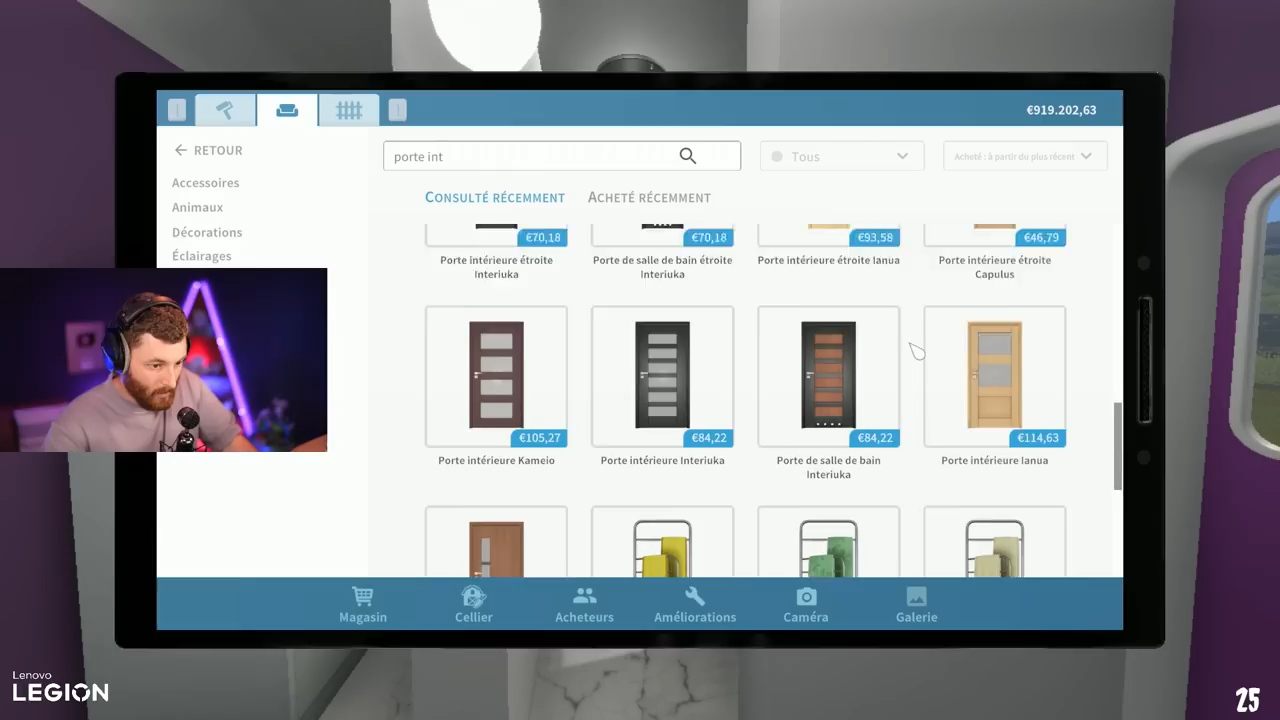 €919.202,63
RETOUR
porte int
Tous
Acheté : à partir du plus récent
Accessoires
Animaux
Décorations
Éclairages
CONSULTÉ RÉCEMMENT
ACHETÉ RÉCEMMENT
€70,18
€70,18
€93,58
€46,79
Porte intérieure étroite
Interiuka
Porte de salle de bain étroite
Interiuka
Porte intérieure étroite Ianua
Porte intérieure étroite
Capulus
€105,27
€84,22
€84,22
€114,63
Porte intérieure Kameio
Porte intérieure Interiuka
Porte de salle de bain
Interiuka
Porte intérieure Ianua
Magasin
Cellier
Acheteurs
Améliorations
Caméra
Galerie
Lenovo
LEGION
25